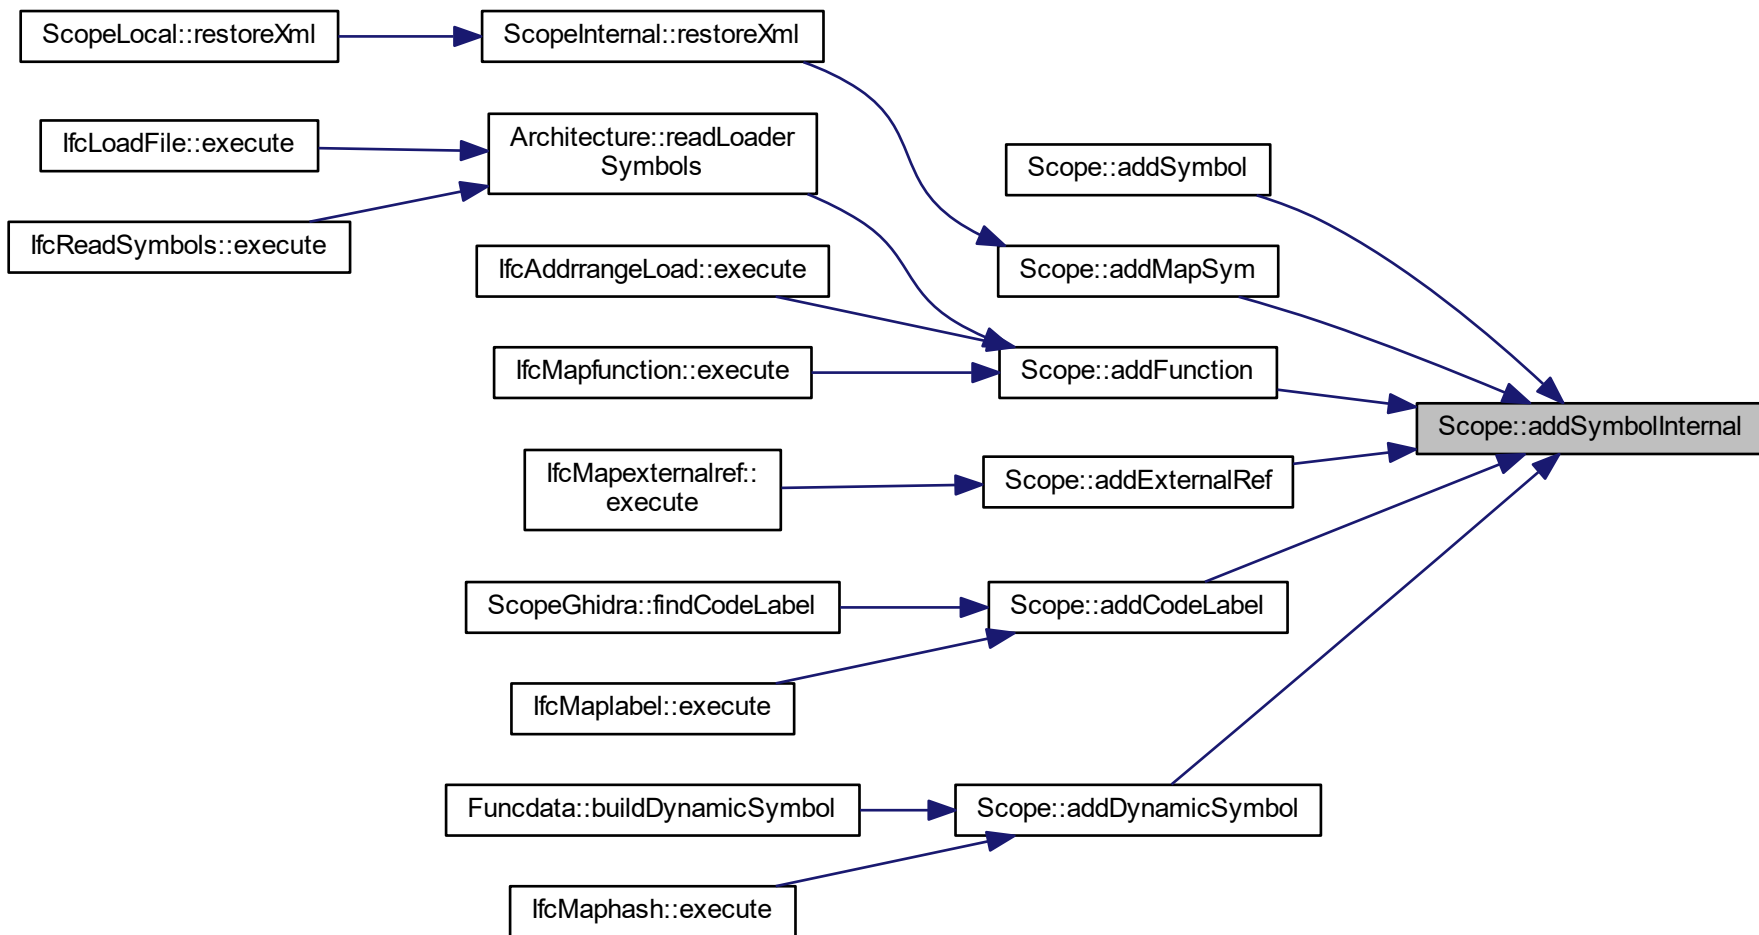 ScopeLocal::restoreXml
ScopeInternal::restoreXml
IfcLoadFile::execute
Architecture::readLoader
Symbols
Scope::addSymbol
IfcReadSymbols::execute
IfcAddrrangeLoad::execute
Scope::addMapSym
IfcMapfunction::execute
Scope::addFunction
Scope::addSymbolInternal
IfcMapexternalref::
execute
Scope::addExternalRef
ScopeGhidra::findCodeLabel
Scope::addCodeLabel
IfcMaplabel::execute
Funcdata::buildDynamicSymbol
Scope::addDynamicSymbol
IfcMaphash::execute